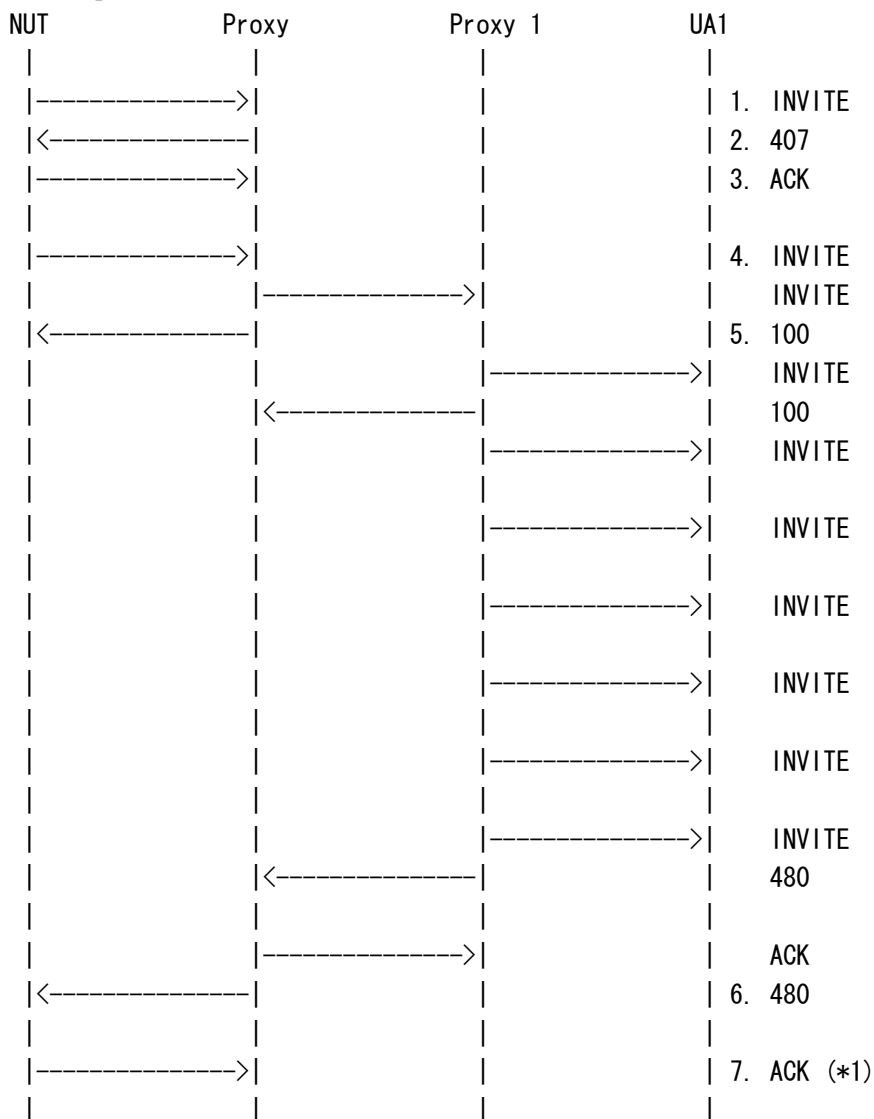 NUT Proxy Proxy 1 UA1
| | | |
|-------------->| | | 1. INVITE
|<--------------| | | 2. 407
|-------------->| | | 3. ACK
| | | |
|-------------->| | | 4. INVITE
| |-------------->| | INVITE
|<--------------| | | 5. 100
| | |-------------->| INVITE
| |<--------------| | 100
| | |-------------->| INVITE
| | | |
| | |-------------->| INVITE
| | | |
| | |-------------->| INVITE
| | | |
| | |-------------->| INVITE
| | | |
| | |-------------->| INVITE
| | | |
| | |-------------->| INVITE
| |<--------------| | 480
| | | |
| |-------------->| | ACK
|<--------------| | | 6. 480
| | | |
|-------------->| | | 7. ACK (*1)
| | | |